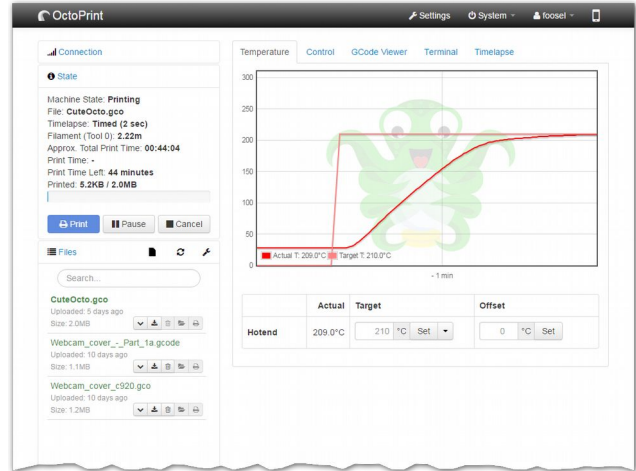 OctoPrint
Settings
System
foosel
Connection
State
Machine State: Printing
File: CuteOcto.gco
Timelapse: Timed (2 sec)
Filament (Tool 0): 2.22m
Approx. Total Print Time: 00:44:04
Print Time: -
Print Time Left: 44 minutes
Printed: 5.2KB / 2.0MB
Print
Pause
Cancel
Files
Search...
CuteOcto.gco
Uploaded: 5 days ago
Size: 2.0MB
Webcam_cover_-_Part_1a.gcode
Uploaded: 10 days ago
Size: 1.1MB
Webcam_cover_c920.gco
Uploaded: 10 days ago
Size: 1.2MB
Temperature
Control
GCode Viewer
Terminal
Timelapse
300
250
200
150
100
50
0
Actual T: 209.0°C
Target T: 210.0°C
- 1 min
Actual
Target
Offset
Hotend
209.0°C
210 °C Set
0 °C Set